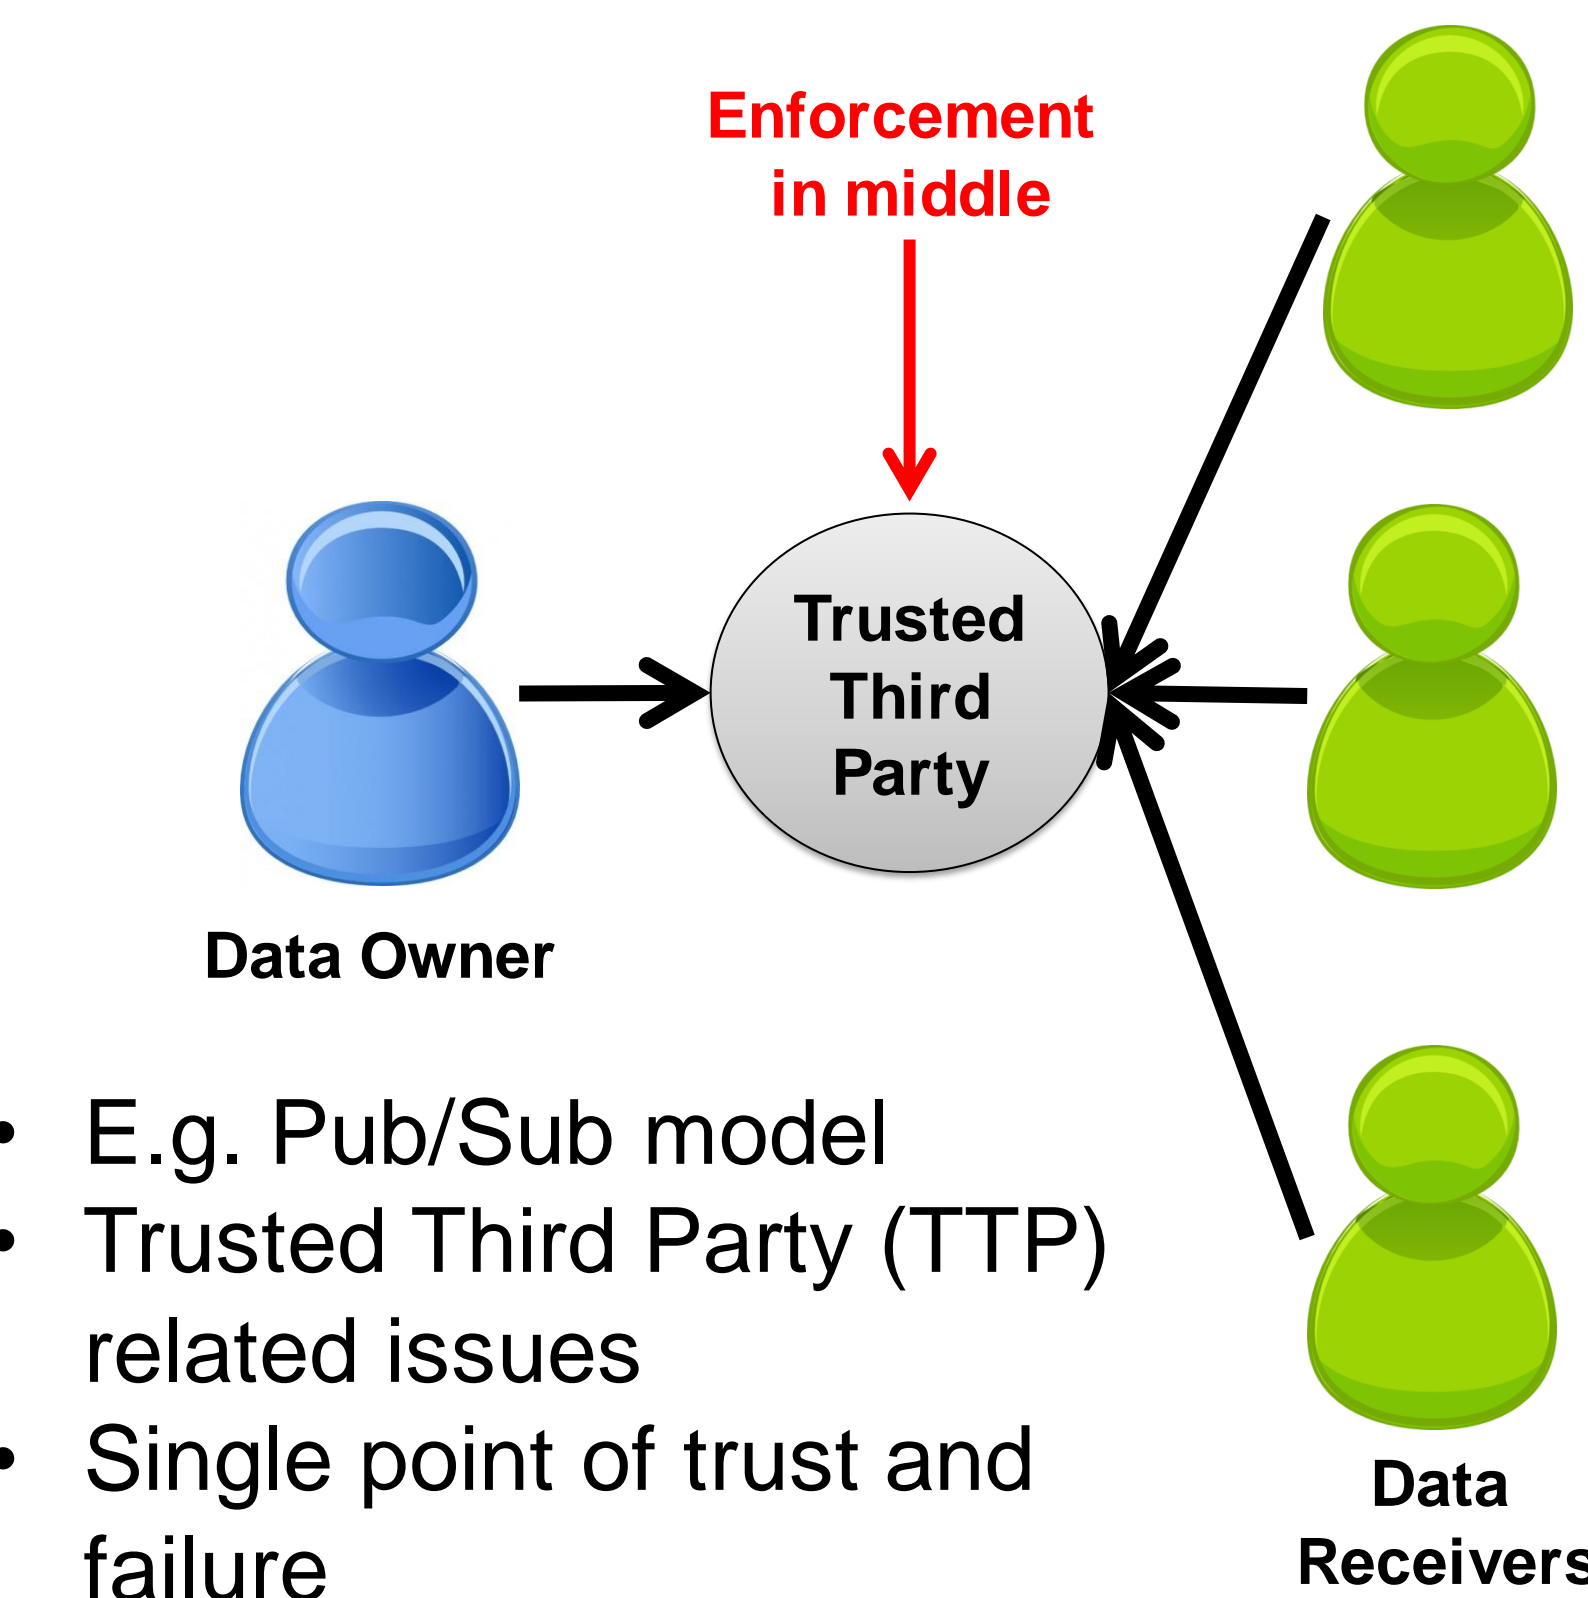 Enforcement
in middle
Trusted
Third
Party
Data Owner
• E.g. Pub/Sub model
• Trusted Third Party (TTP)
related issues
• Single point of trust and
failure
Data
Receivers